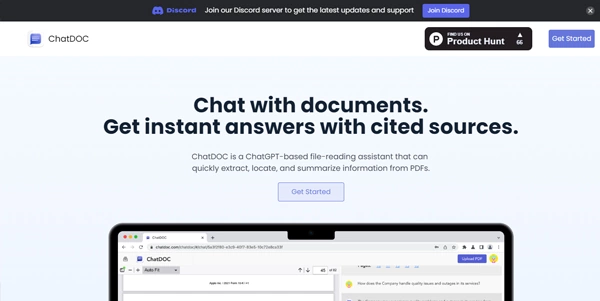 Discord Join our Discord server to get the latest updates and support Join Discord
ChatDOC
FIND US ON
Product Hunt
66
Get Started
Chat with documents.
Get instant answers with cited sources.
ChatDOC is a ChatGPT-based file-reading assistant that can
quickly extract, locate, and summarize information from PDFs.
Get Started
ChatDOC
ChatDOC
Upload PDF
Auto Fit
How does the Company handle quality issues and outages in its services?